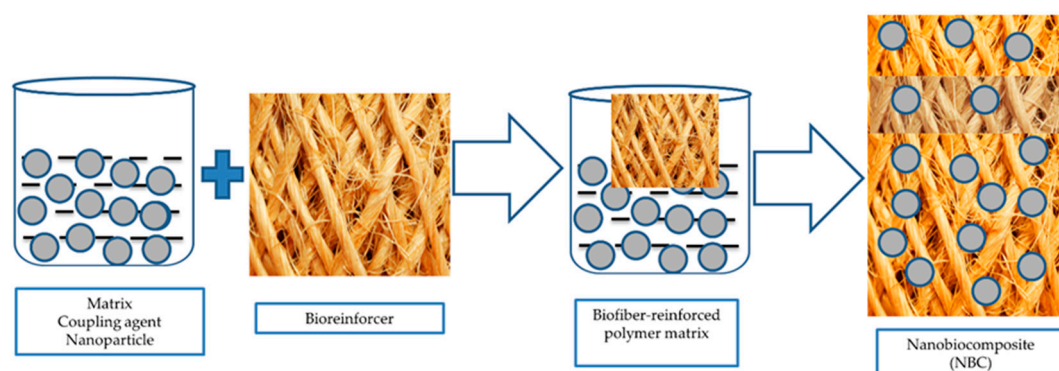 Matrix
Coupling agent
Nanoparticle
Bioreinforcer
Biofiber-reinforced
polymer matrix
Nanobiocomposite
(NBC)